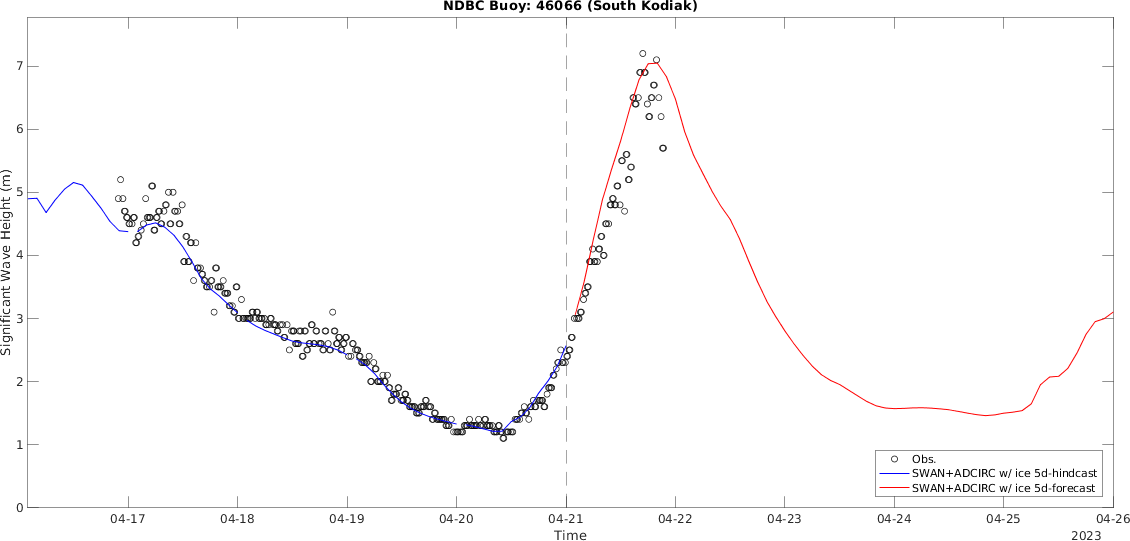 NDBC Buoy: 46066 (South Kodiak)
Significant Wave Height (m)
7
6
5
4
3
2
1
0
Obs.
SWAN+ADCIRC w/ ice 5d-hindcast
SWAN+ADCIRC w/ ice 5d-forecast
04-17 04-18 04-19 04-20 04-21 04-22 04-23 04-24 04-25 04-26
Time
2023